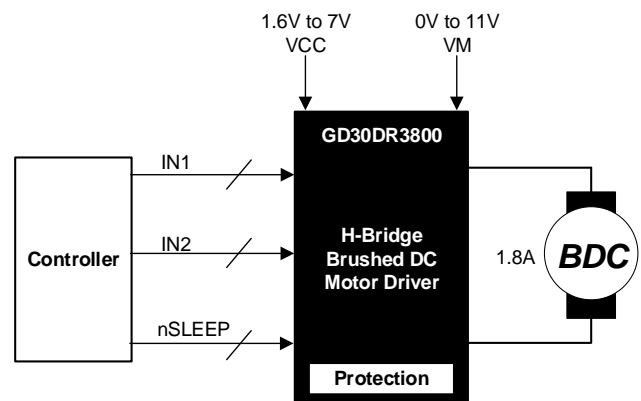 1.6V to 7V
VCC
0V to 11V
VM
GD30DR3800
IN1
IN2
nSLEEP
Controller
H-Bridge
Brushed DC
Motor Driver
Protection
1.8A
BDC